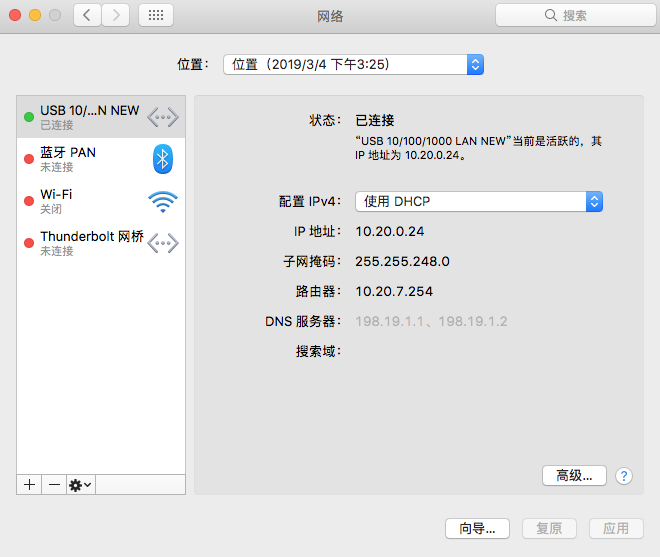 网络
搜索
位置： 位置（2019/3/4 下午3:25）
USB 10/...N NEW
已连接
蓝牙 PAN
未连接
Wi-Fi
关闭
Thunderbolt 网桥
未连接
状态： 已连接
“USB 10/100/1000 LAN NEW”当前是活跃的，其
IP 地址为 10.20.0.24。
配置 IPv4： 使用 DHCP
IP 地址： 10.20.0.24
子网掩码： 255.255.248.0
路由器： 10.20.7.254
DNS 服务器： 198.19.1.1、198.19.1.2
搜索域：
高级... ?
向导... 复原 应用